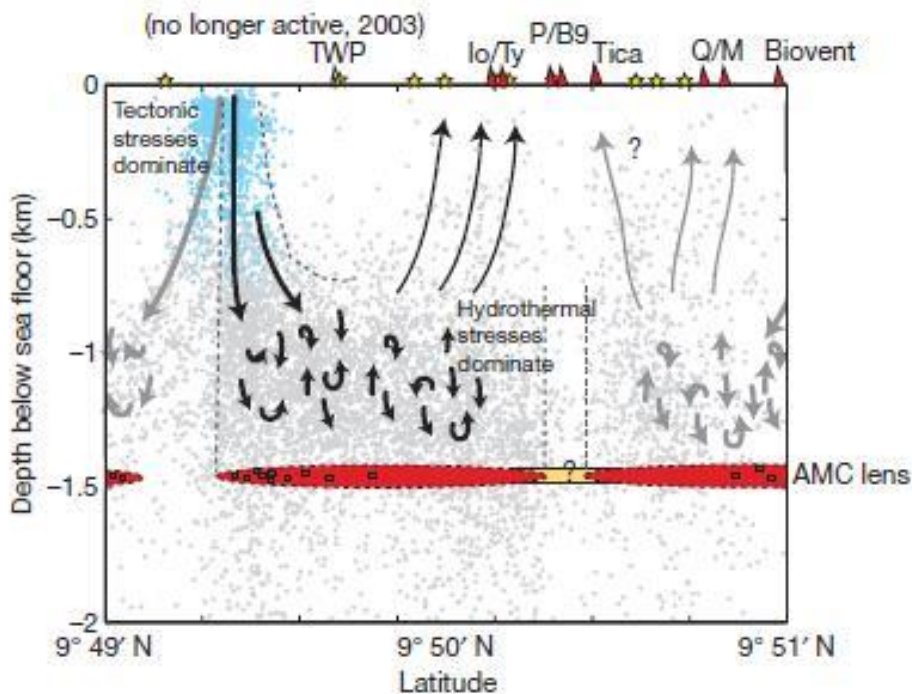 (no longer active, 2003)
TWP
Io/Ty
P/B9
Tica
Q/M
Biovent
0
Tectonic
stresses
dominate
?
−0.5
Hydrothermal
stresses
dominate
−1
?
−1.5
AMC lens
−2
9° 49′ N
9° 50′ N
9° 51′ N
Depth below sea floor (km)
Latitude